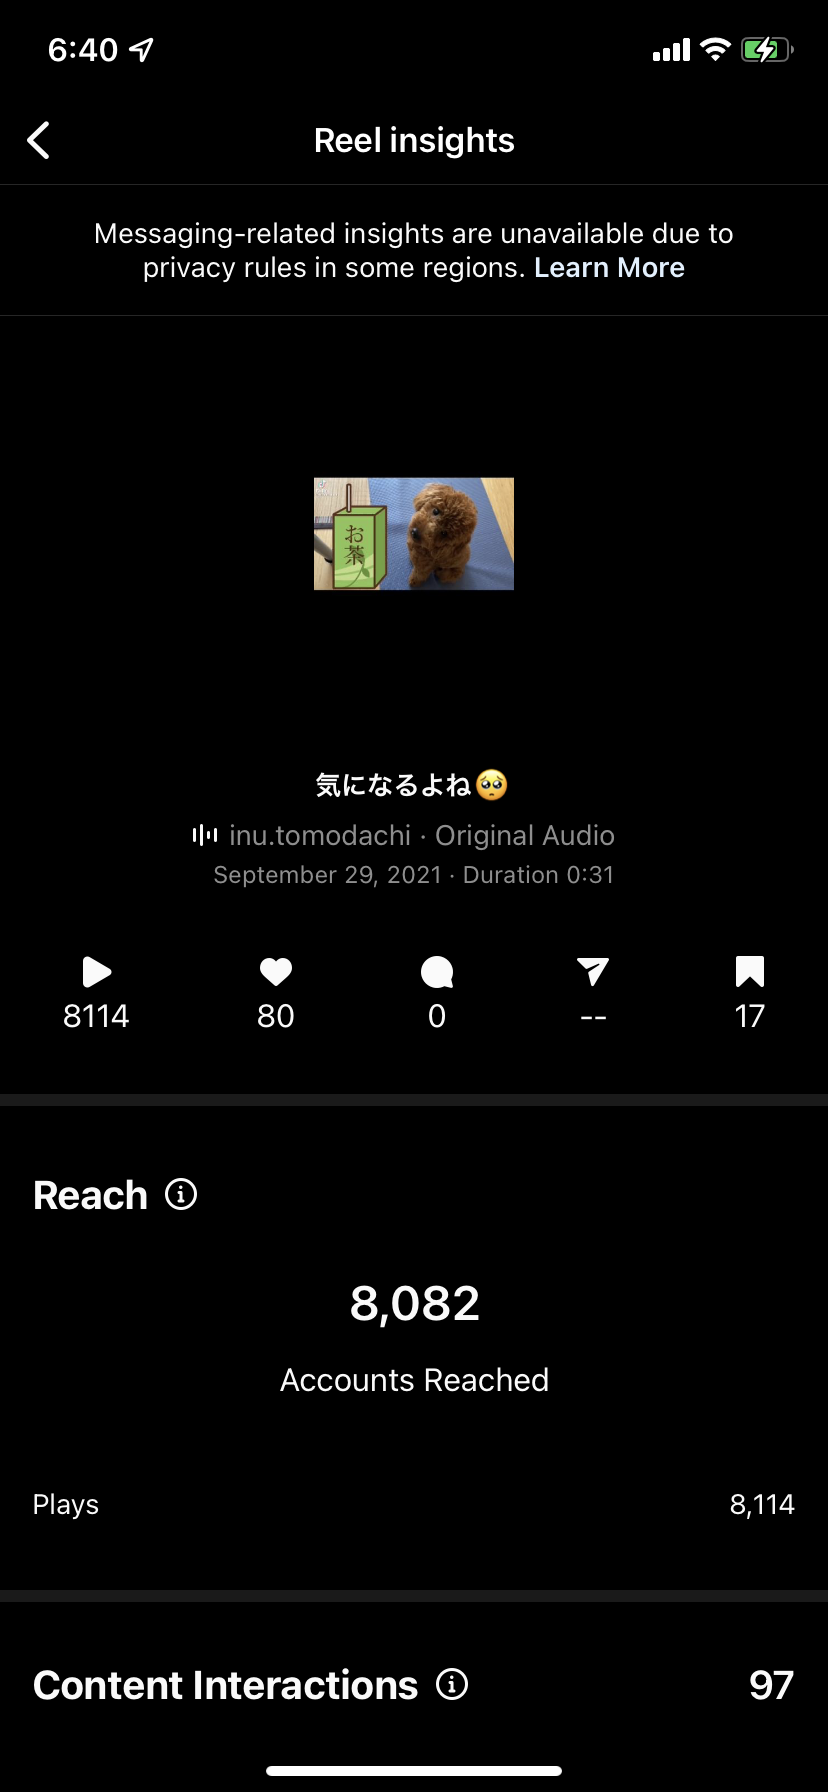 6:40
Reel insights
Messaging-related insights are unavailable due to
privacy rules in some regions. Learn More
お茶
気になるよね🥺
inu.tomodachi · Original Audio
September 29, 2021 · Duration 0:31
8114 80 0 -- 17
Reach
8,082
Accounts Reached
Plays 8,114
Content Interactions 97